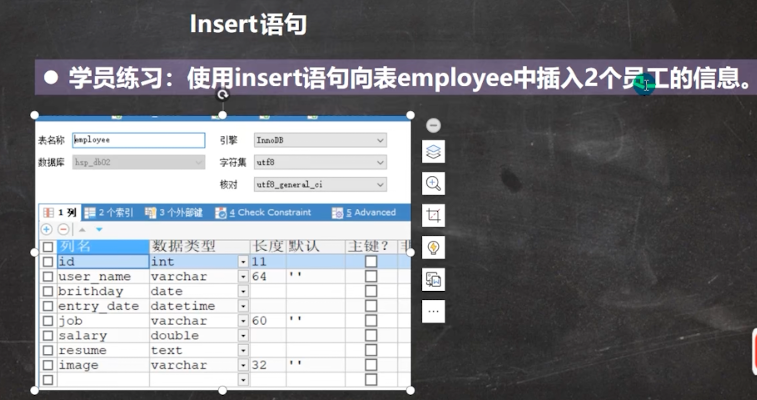 Insert语句
● 学员练习：使用insert语句向表employee中插入2个员工的信息。
表名称 employee 引擎 InnoDB
数据库 hsp_db02 字符集 utf8
核对 utf8_general_ci
1 列 2 个索引 3 个外部键 4 Check Constraint 5 Advanced
列名 数据类型 长度 默认 主键?
id int 11
user_name varchar 64 ''
brithday date
entry_date datetime
job varchar 60 ''
salary double
resume text
image varchar 32 ''